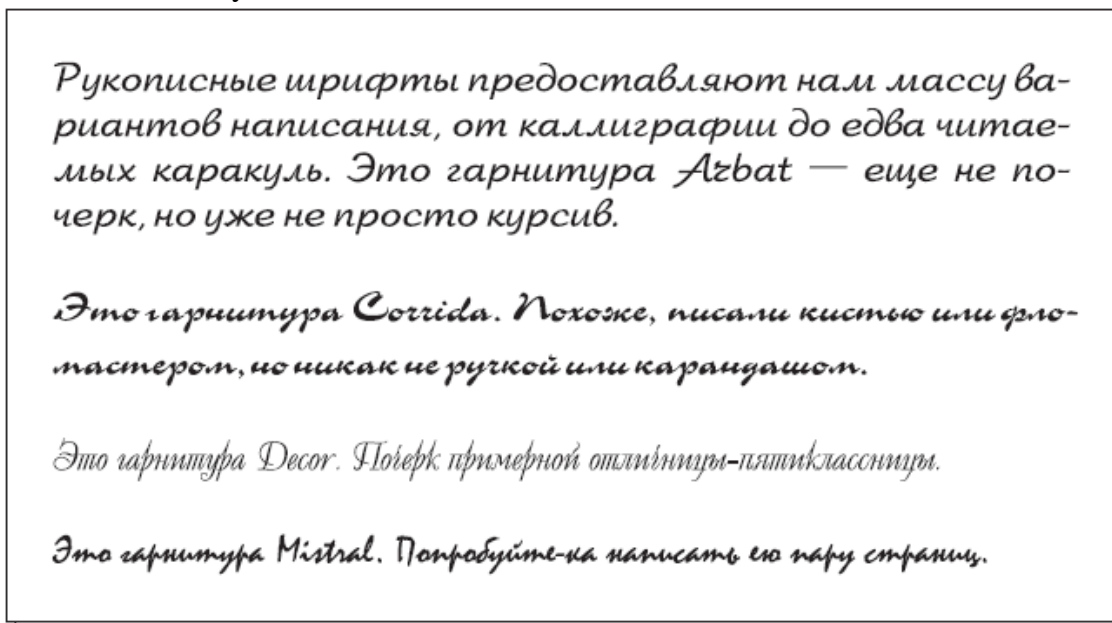 Рукописные шрифты предоставляют нам массу ва-
риантов написания, от каллиграфии до едва читае-
мых каракуль. Это гарнитура Arbat — еще не по-
черк, но уже не просто курсив.
Это гарнитура Corrida. Похоже, писали кистью или фло-
мастером, но никак не ручкой или карандашом.
Это гарнитура Decor. Почерк примерной отличницы-пятиклассницы.
Это гарнитура Mistral. Попробуйте-ка написать ею пару страниц.